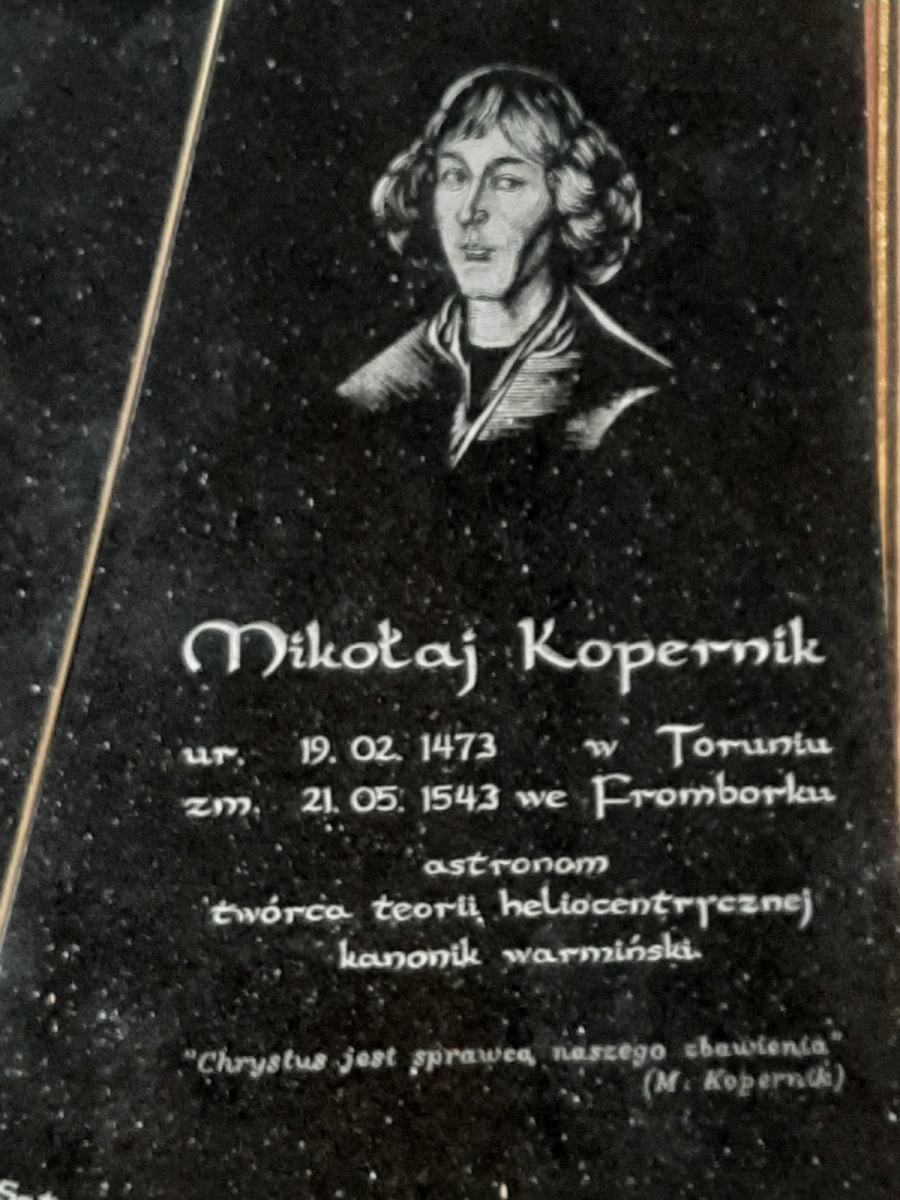 Mikołaj Kopernik
ur. 19. 02. 1473 w Toruniu
zm. 21. 05. 1543 we Fromborku
astronom
twórca teorii heliocentrycznej
kanonik warmiński.
"Chrystus jest sprawcą naszego zbawienia"
(M. Kopernik)